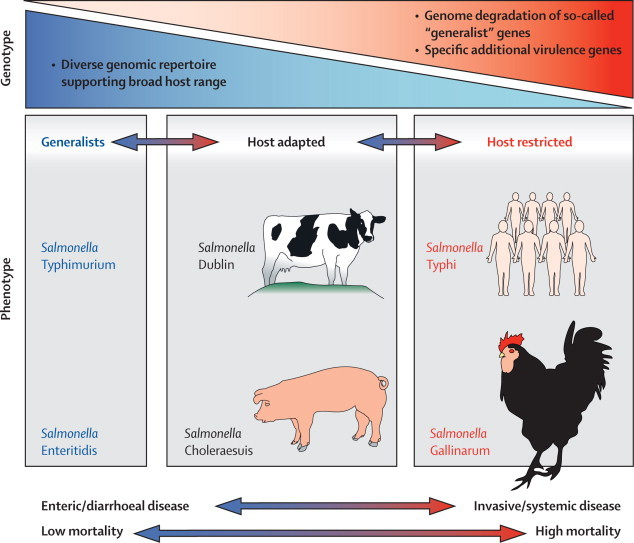 Genotype
• Genome degradation of so-called
“generalist” genes
• Specific additional virulence genes
• Diverse genomic repertoire
supporting broad host range
Phenotype
Generalists
Host adapted
Host restricted
Salmonella
Typhimurium
Salmonella
Dublin
Salmonella
Typhi
Salmonella
Enteritidis
Salmonella
Choleraesuis
Salmonella
Gallinarum
Enteric/diarrhoeal disease
Invasive/systemic disease
Low mortality
High mortality